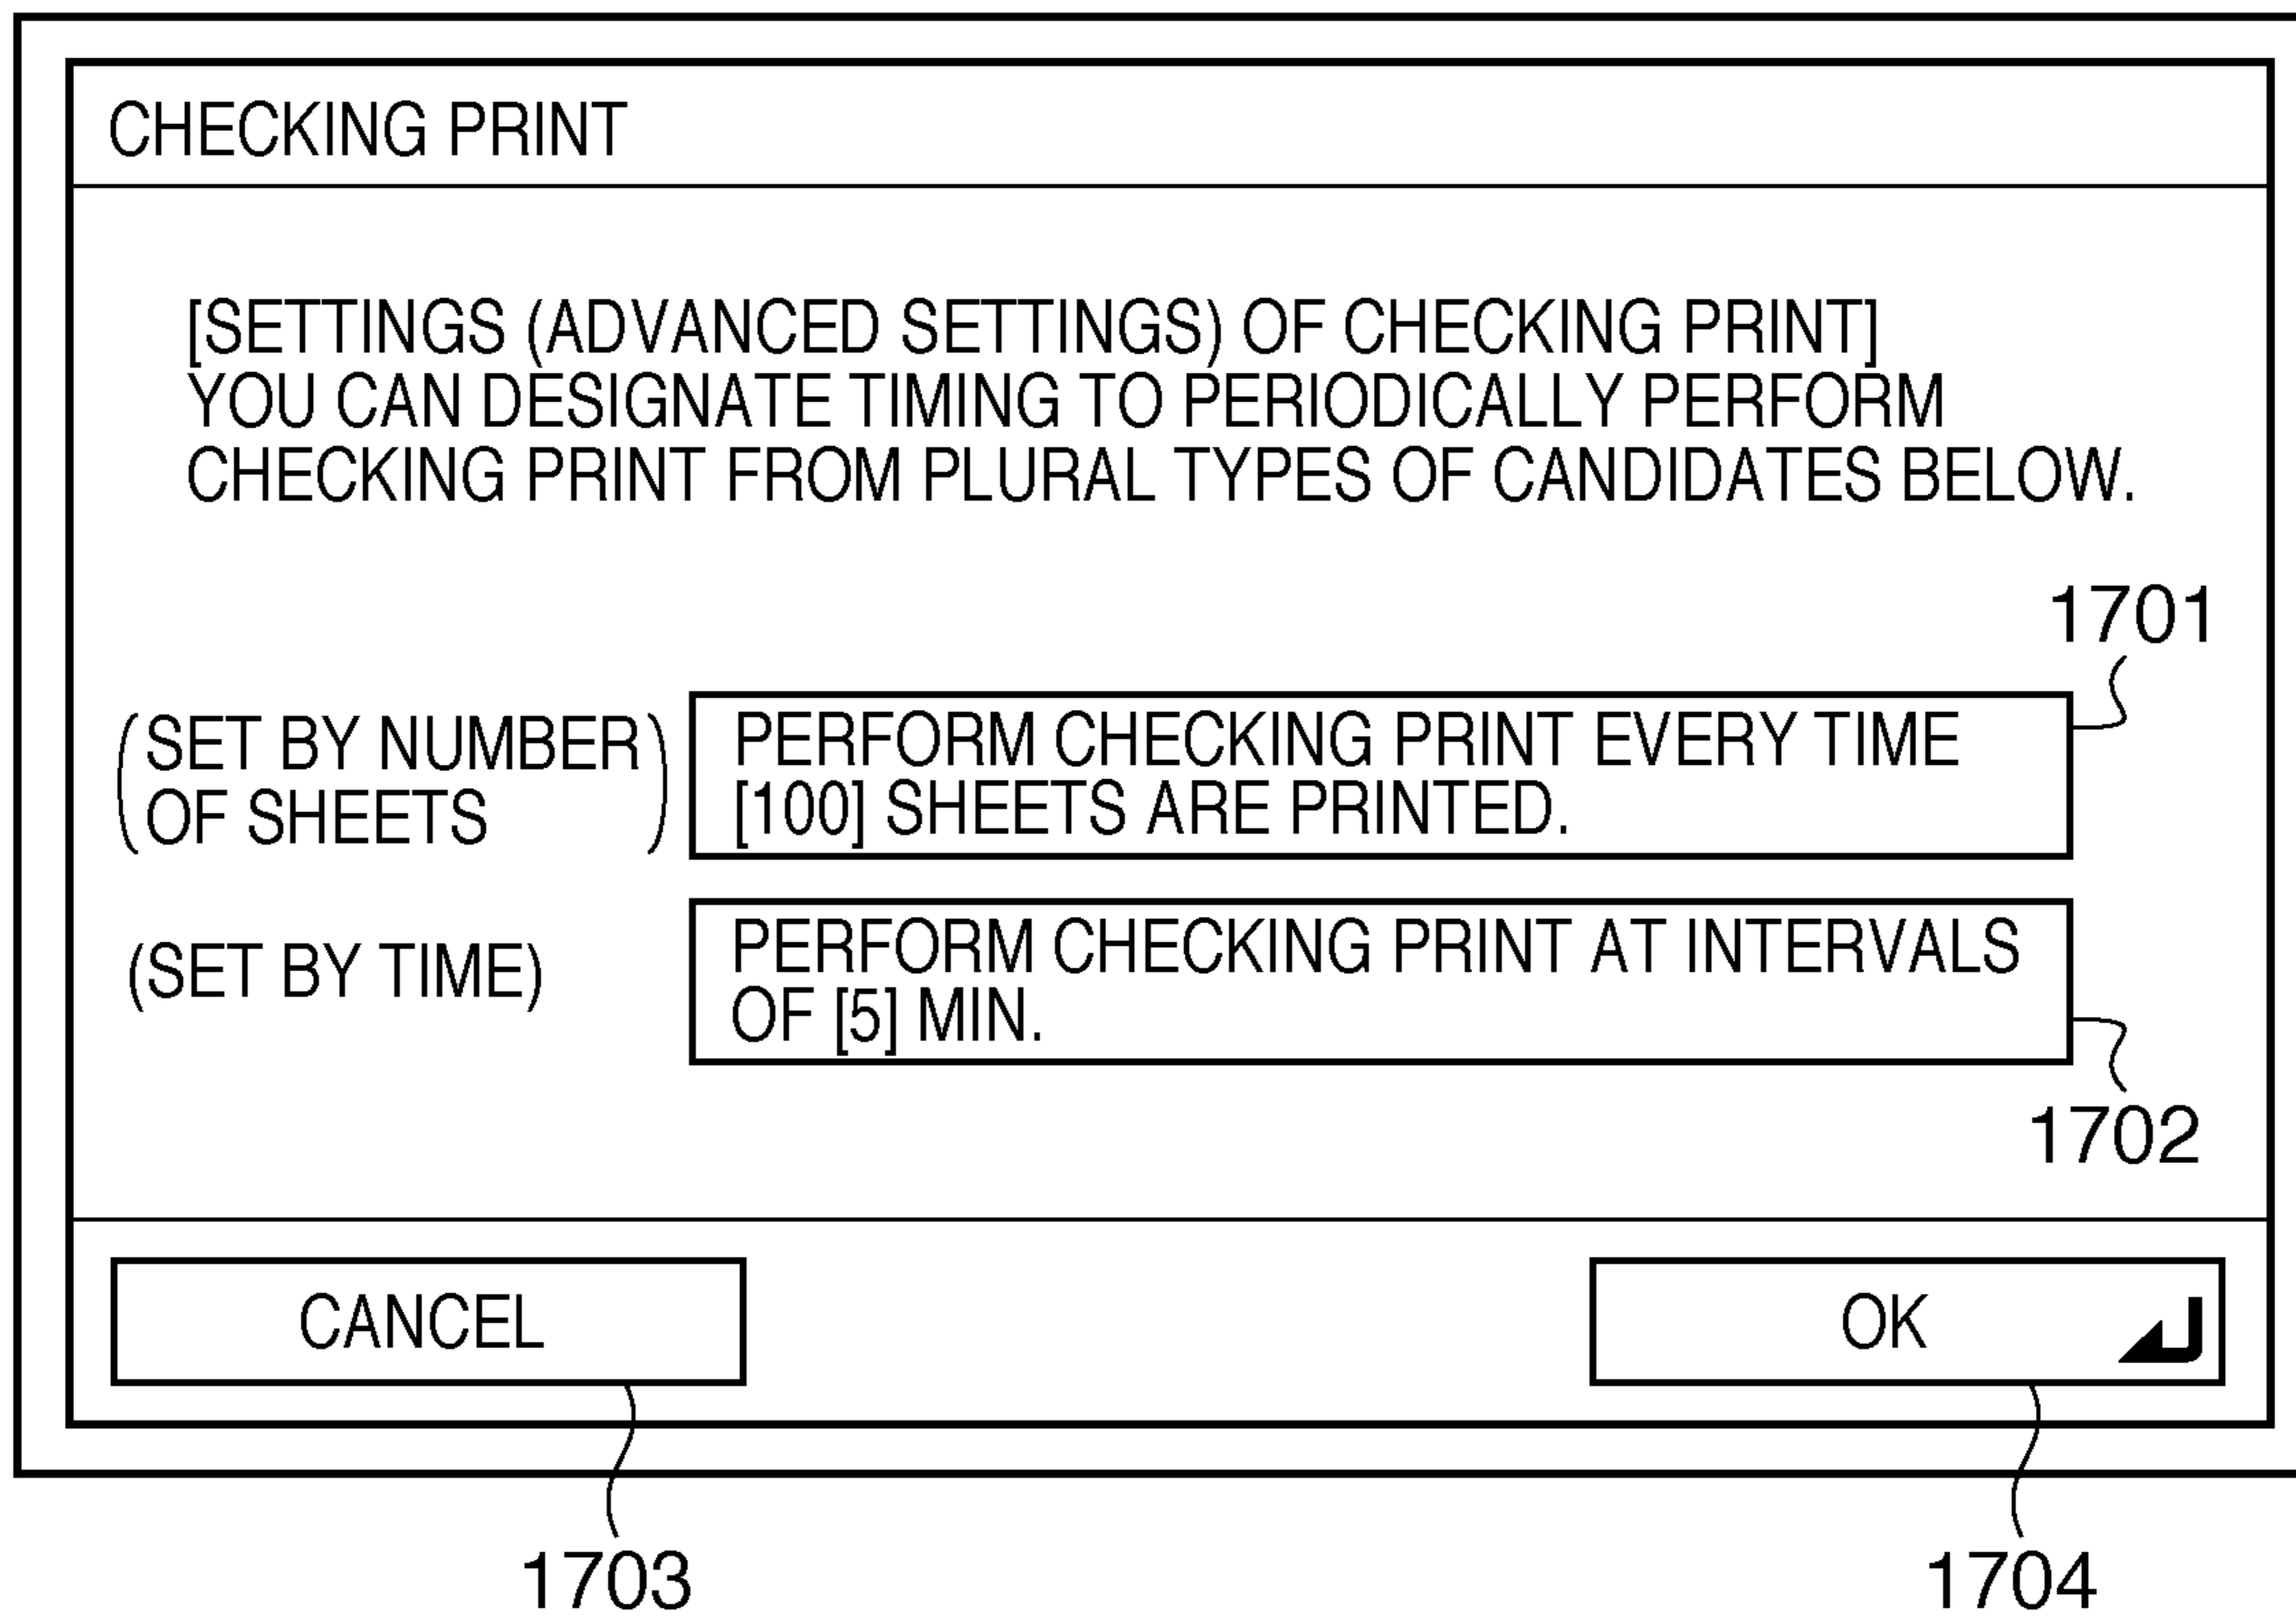 CHECKING PRINT
[SETTINGS (ADVANCED SETTINGS) OF CHECKING PRINT]
YOU CAN DESIGNATE TIMING TO PERIODICALLY PERFORM
CHECKING PRINT FROM PLURAL TYPES OF CANDIDATES BELOW.
1701
(SET BY NUMBER
OF SHEETS)
PERFORM CHECKING PRINT EVERY TIME
[100] SHEETS ARE PRINTED.
(SET BY TIME)
PERFORM CHECKING PRINT AT INTERVALS
OF [5] MIN.
1702
CANCEL
OK
1703
1704